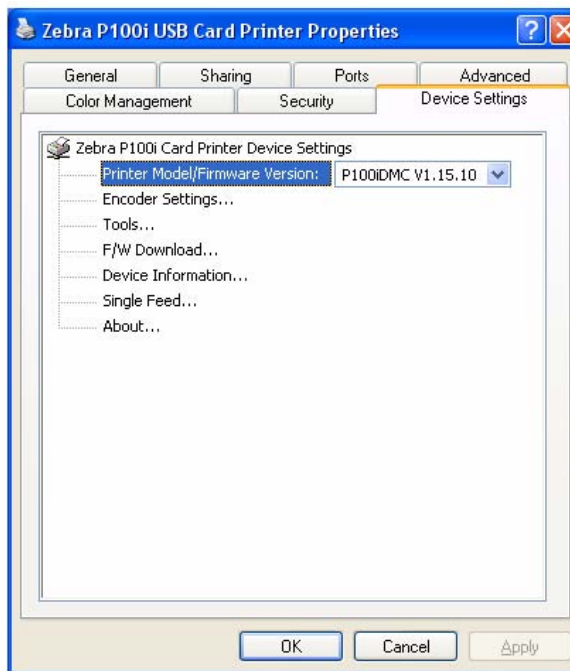 Zebra P100i USB Card Printer Properties
General Sharing Ports Advanced
Color Management Security Device Settings
Zebra P100i Card Printer Device Settings
Printer Model/Firmware Version: P100iDMC V1.15.10
Encoder Settings...
Tools...
F/W Download...
Device Information...
Single Feed...
About...
OK Cancel Apply